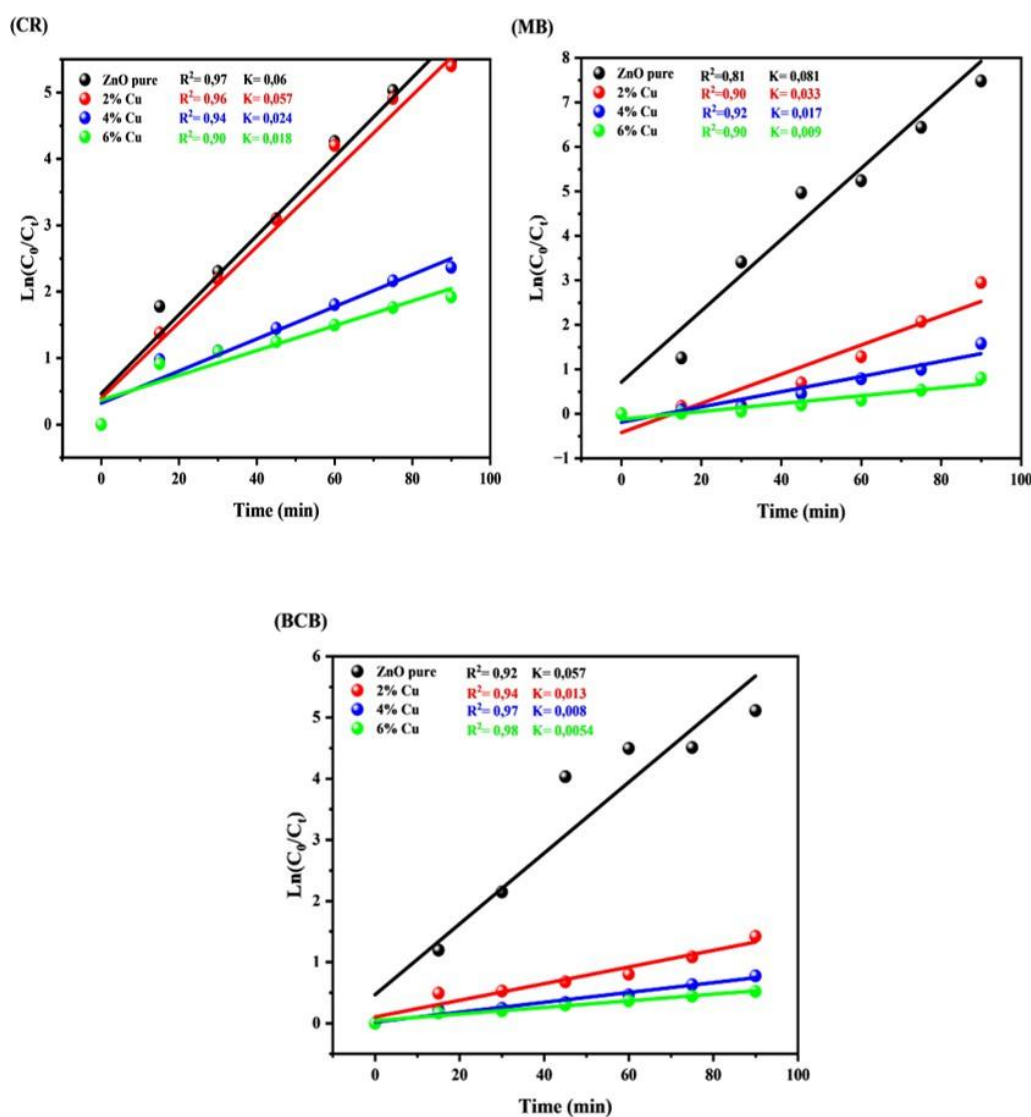 (CR)
ZnO pure R²= 0,97 K= 0,06
2% Cu R²= 0,96 K= 0,057
4% Cu R²= 0,94 K= 0,024
6% Cu R²= 0,90 K= 0,018
5
4
3
2
1
0
Ln(C₀/Cₜ)
0 20 40 60 80 100
Time (min)
(MB)
ZnO pure R²=0,81 K= 0,081
2% Cu R²= 0,90 K= 0,033
4% Cu R²= 0,92 K= 0,017
6% Cu R²= 0,90 K= 0,009
8
7
6
5
4
3
2
1
0
−1
Ln(C₀/Cₜ)
0 20 40 60 80 100
Time (min)
(BCB)
ZnO pure R²= 0,92 K= 0,057
2% Cu R²= 0,94 K= 0,013
4% Cu R²= 0,97 K= 0,008
6% Cu R²= 0,98 K= 0,0054
6
5
4
3
2
1
0
Ln(C₀/Cₜ)
0 20 40 60 80 100
Time (min)